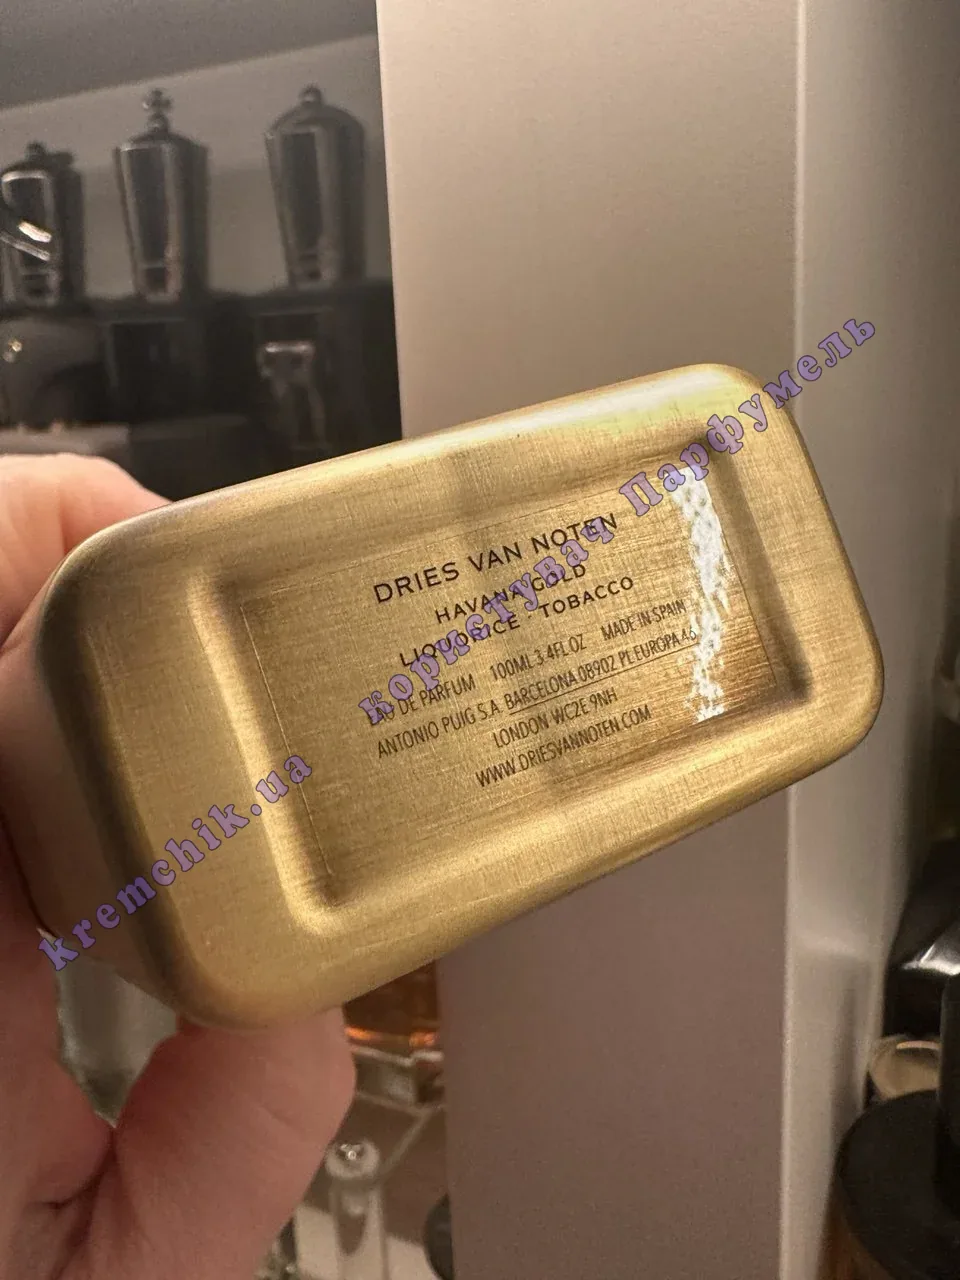 DRIES VAN NOTEN
HAVANA GOLD
LIQUORICE - TOBACCO
EAU DE PARFUM 100ML 3.4FL OZ MADE IN SPAIN
ANTONIO PUIG S.A. BARCELONA 08902 PL.EUROPA 46
LONDON WC2E 9NH
WWW.DRIESVANNOTEN.COM
kremchik.ua
користувач Парфумель